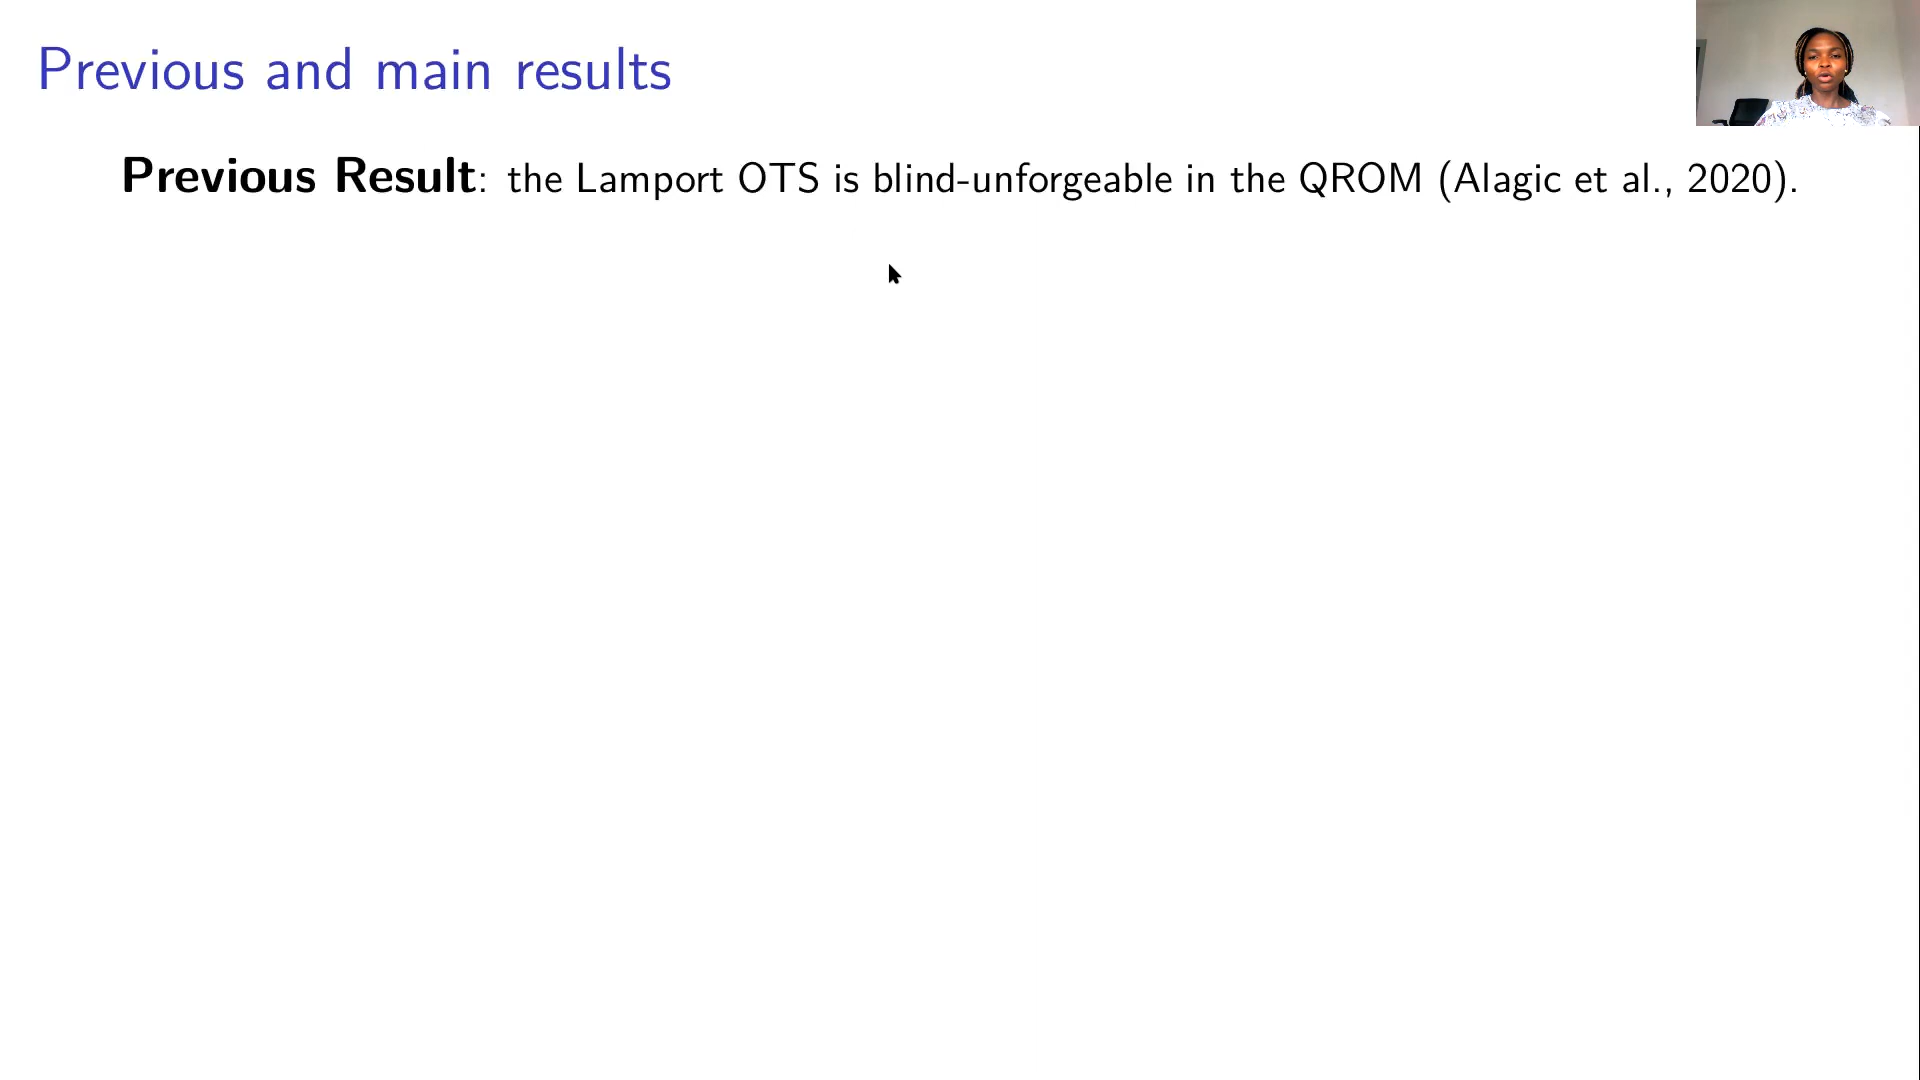 Previous and main results
Previous Result: the Lamport OTS is blind-unforgeable in the QROM (Alagic et al., 2020).